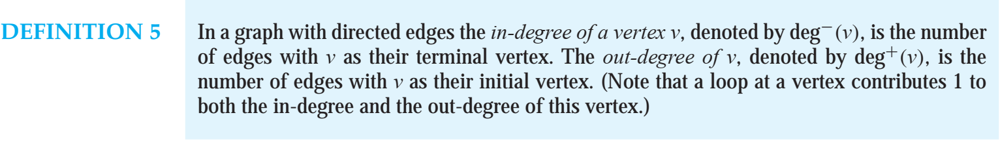 DEFINITION 5 In a graph with directed edges the in-degree of a vertex v, denoted by deg⁻(v), is the number
of edges with v as their terminal vertex. The out-degree of v, denoted by deg⁺(v), is the
number of edges with v as their initial vertex. (Note that a loop at a vertex contributes 1 to
both the in-degree and the out-degree of this vertex.)